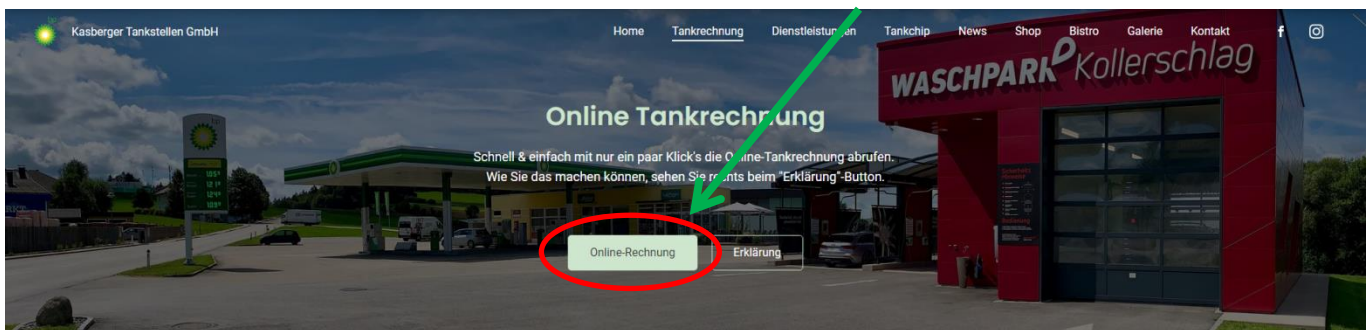 Kasberger Tankstellen GmbH
Home Tankrechnung Dienstleistungen Tankchip News Shop Bistro Galerie Kontakt
WASCHPARK Kollerschlag
Online Tankrechnung
Schnell & einfach mit nur ein paar Klick's die Online-Tankrechnung abrufen.
Wie Sie das machen können, sehen Sie rechts beim "Erklärung"-Button.
Online-Rechnung Erklärung